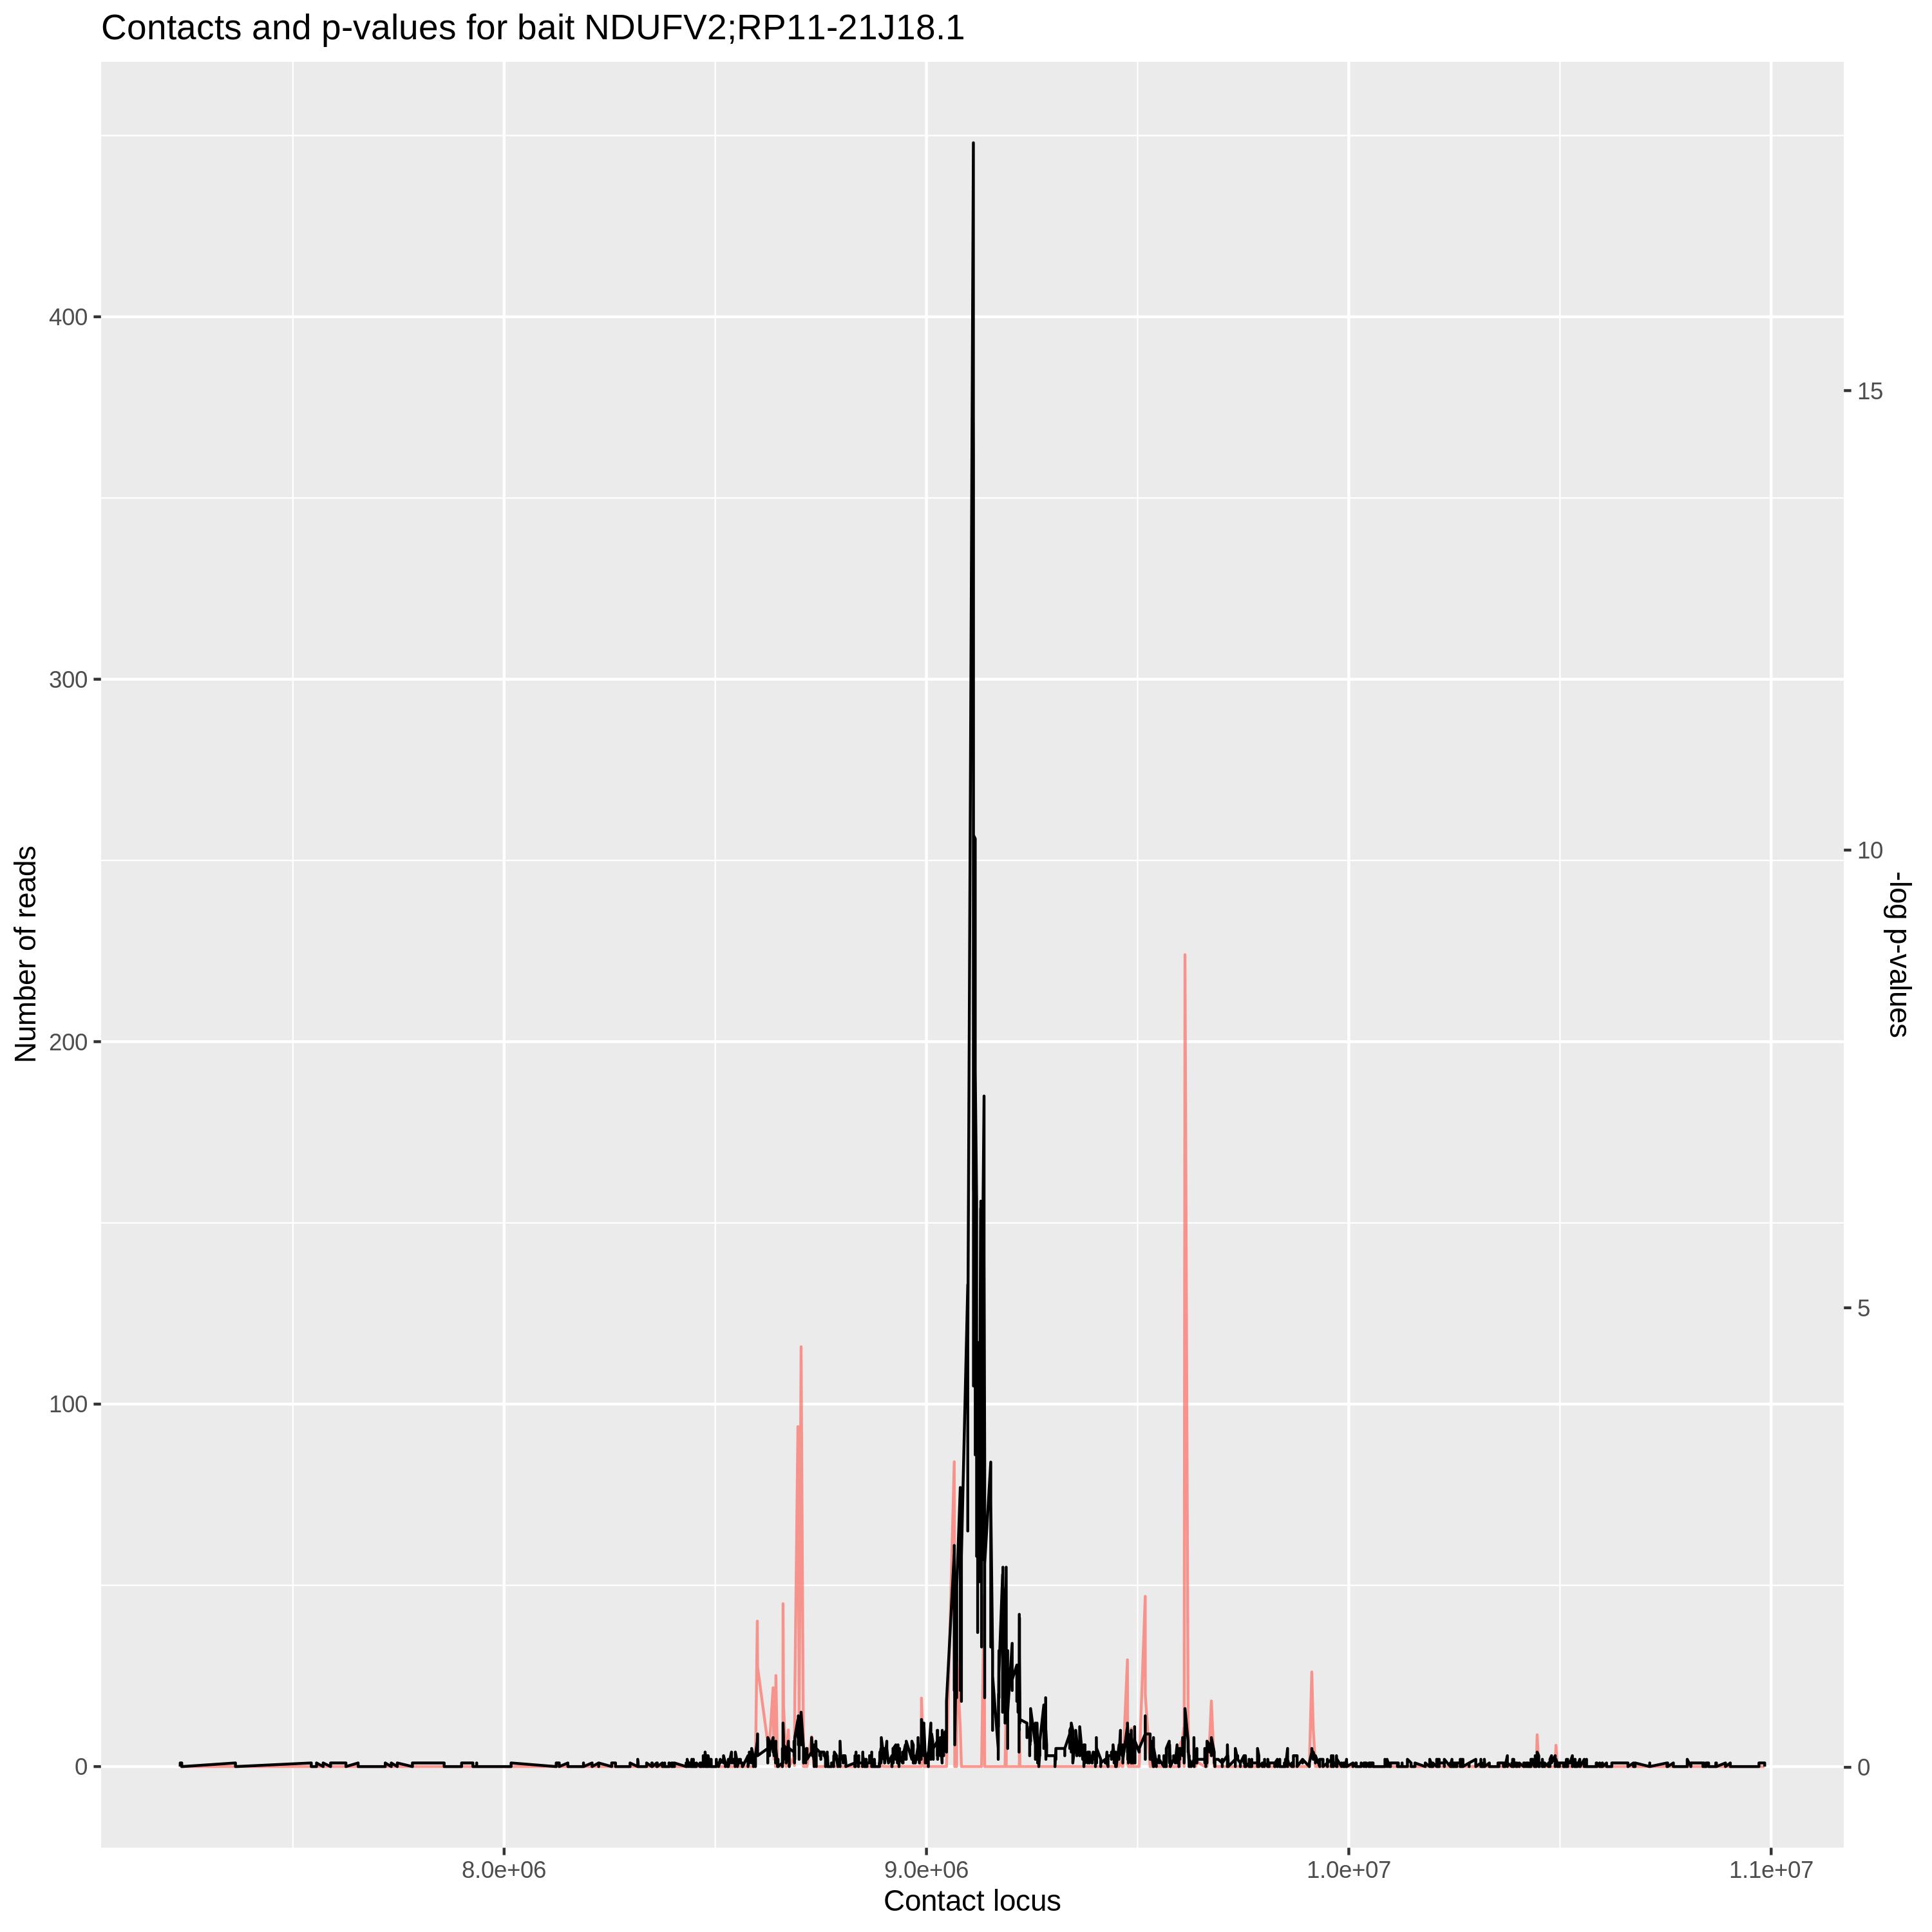 Contacts and p-values for bait NDUFV2;RP11-21J18.1
400
300
200
100
0
Number of reads
15
10
5
0
-log p-values
8.0e+06 9.0e+06 1.0e+07 1.1e+07
Contact locus